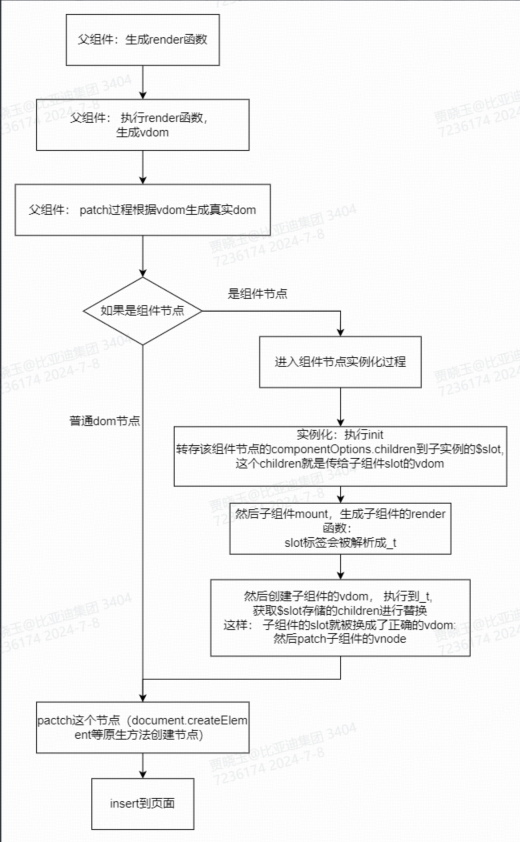 父组件：生成render函数
父组件： 执行render函数，
生成vdom
父组件： patch过程根据vdom生成真实dom
如果是组件节点
是组件节点
进入组件节点实例化过程
普通dom节点
实例化：执行init
转存该组件节点的componentOptions.children到子实例的$slot,
这个children就是传给子组件slot的vdom
然后子组件mount，生成子组件的render
函数：
slot标签会被解析成_t
然后创建子组件的vdom， 执行到_t,
获取$slot存储的children进行替换
这样： 子组件的slot就被换成了正确的vdom:
然后patch子组件的vnode
pactch这个节点（document.createElem
ent等原生方法创建节点）
insert到页面
贾晓玉@比亚迪集团 3404
7236174 2024-7-8